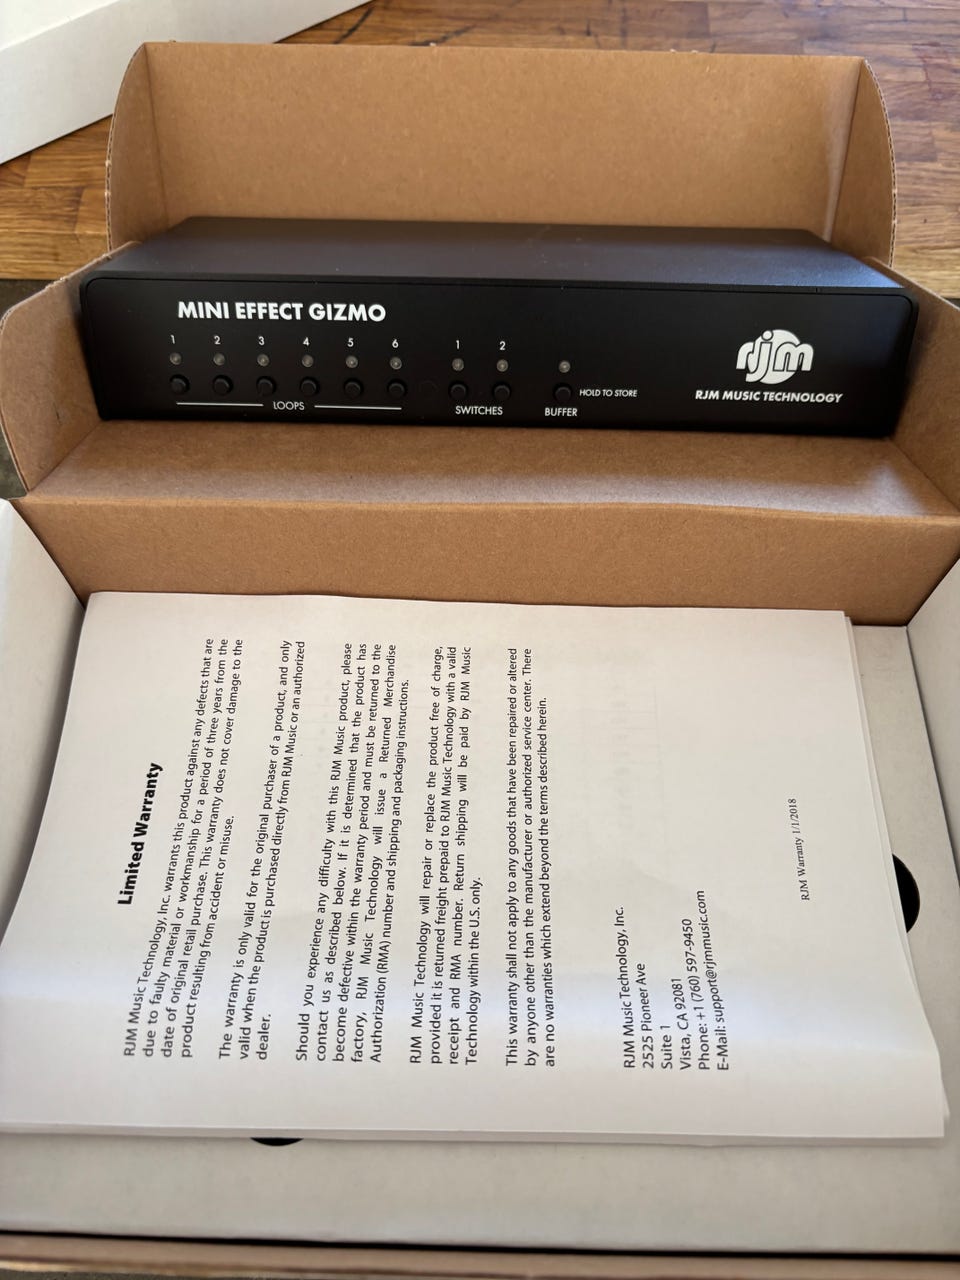 MINI EFFECT GIZMO
1 2 3 4 5 6 1 2
LOOPS
SWITCHES
BUFFER
HOLD TO STORE
rjm
RJM MUSIC TECHNOLOGY
Limited Warranty
RJM Music Technology, Inc. warrants this product against any defects that are
due to faulty material or workmanship for a period of three years from the
date of original retail purchase. This warranty does not cover damage to the
product resulting from accident or misuse.
The warranty is only valid for the original purchaser of a product, and only
valid when the product is purchased directly from RJM Music or an authorized
dealer.
Should you experience any difficulty with this RJM Music product, please
contact us as described below. If it is determined that the product has
become defective within the warranty period and must be returned to the
factory, RJM Music Technology will issue a Returned Merchandise
Authorization (RMA) number and shipping and packaging instructions.
RJM Music Technology will repair or replace the product free of charge,
provided it is returned freight prepaid to RJM Music Technology with a valid
receipt and RMA number. Return shipping will be paid by RJM Music
Technology within the U.S. only.
This warranty shall not apply to any goods that have been repaired or altered
by anyone other than the manufacturer or authorized service center. There
are no warranties which extend beyond the terms described herein.
RJM Music Technology, Inc.
2525 Pioneer Ave
Suite 1
Vista, CA 92081
Phone: +1 (760) 597-9450
E-Mail: support@rjmmusic.com
RJM Warranty 1/1/2018